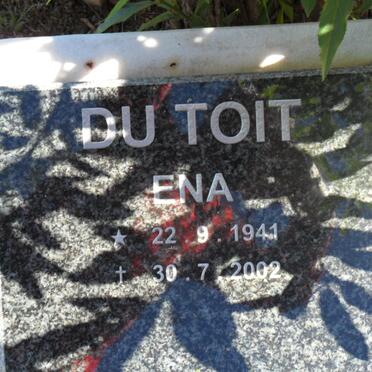 DU TOIT
ENA
★ 22.9.1941
† 30.7.2002